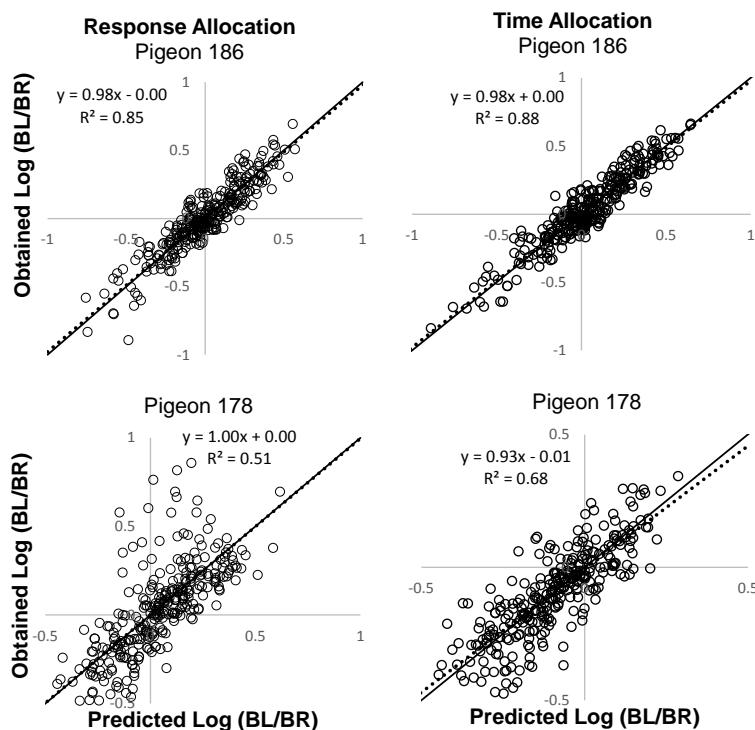 Response Allocation
Pigeon 186
Time Allocation
Pigeon 186
Obtained Log (BL/BR)
y = 0.98x - 0.00
R² = 0.85
1
0.5
-1
-0.5
0.5
1
-0.5
-1
y = 0.98x + 0.00
R² = 0.88
1
0.5
-1
-0.5
0.5
1
-0.5
-1
Pigeon 178
Pigeon 178
Obtained Log (BL/BR)
y = 1.00x + 0.00
R² = 0.51
1
0.5
-0.5
0.5
1
-0.5
Predicted Log (BL/BR)
y = 0.93x - 0.01
R² = 0.68
0.5
-0.5
0.5
-0.5
Predicted Log (BL/BR)